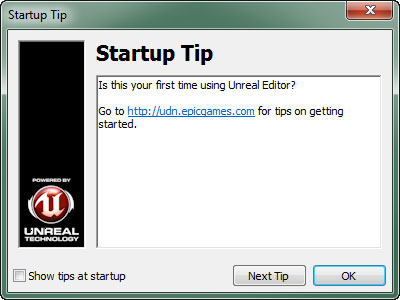 Startup Tip
Startup Tip
Is this your first time using Unreal Editor?
Go to http://udn.epicgames.com for tips on getting
started.
POWERED BY
UNREAL
TECHNOLOGY
Show tips at startup
Next Tip
OK